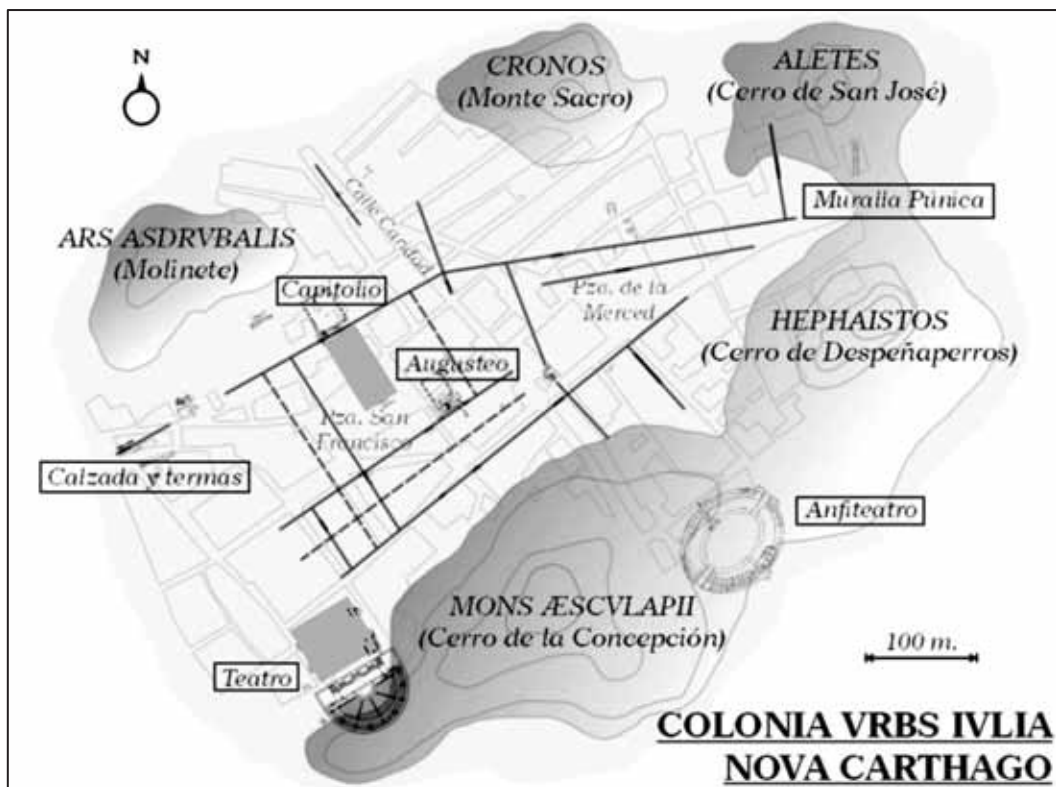 N
CRONOS
(Monte Sacro)
ALETES
(Cerro de San José)
Calle Caridad
Muralla Púnica
ARS ASDRVBALIS
(Molinete)
Capitolio
Pza. de la
Merced
HEPHAISTOS
(Cerro de Despeñaperros)
Augusteo
Pza. San
Francisco
Calzada y termas
Anfiteatro
MONS ÆSCVLAPII
(Cerro de la Concepción)
100 m.
Teatro
COLONIA VRBS IVLIA
NOVA CARTHAGO